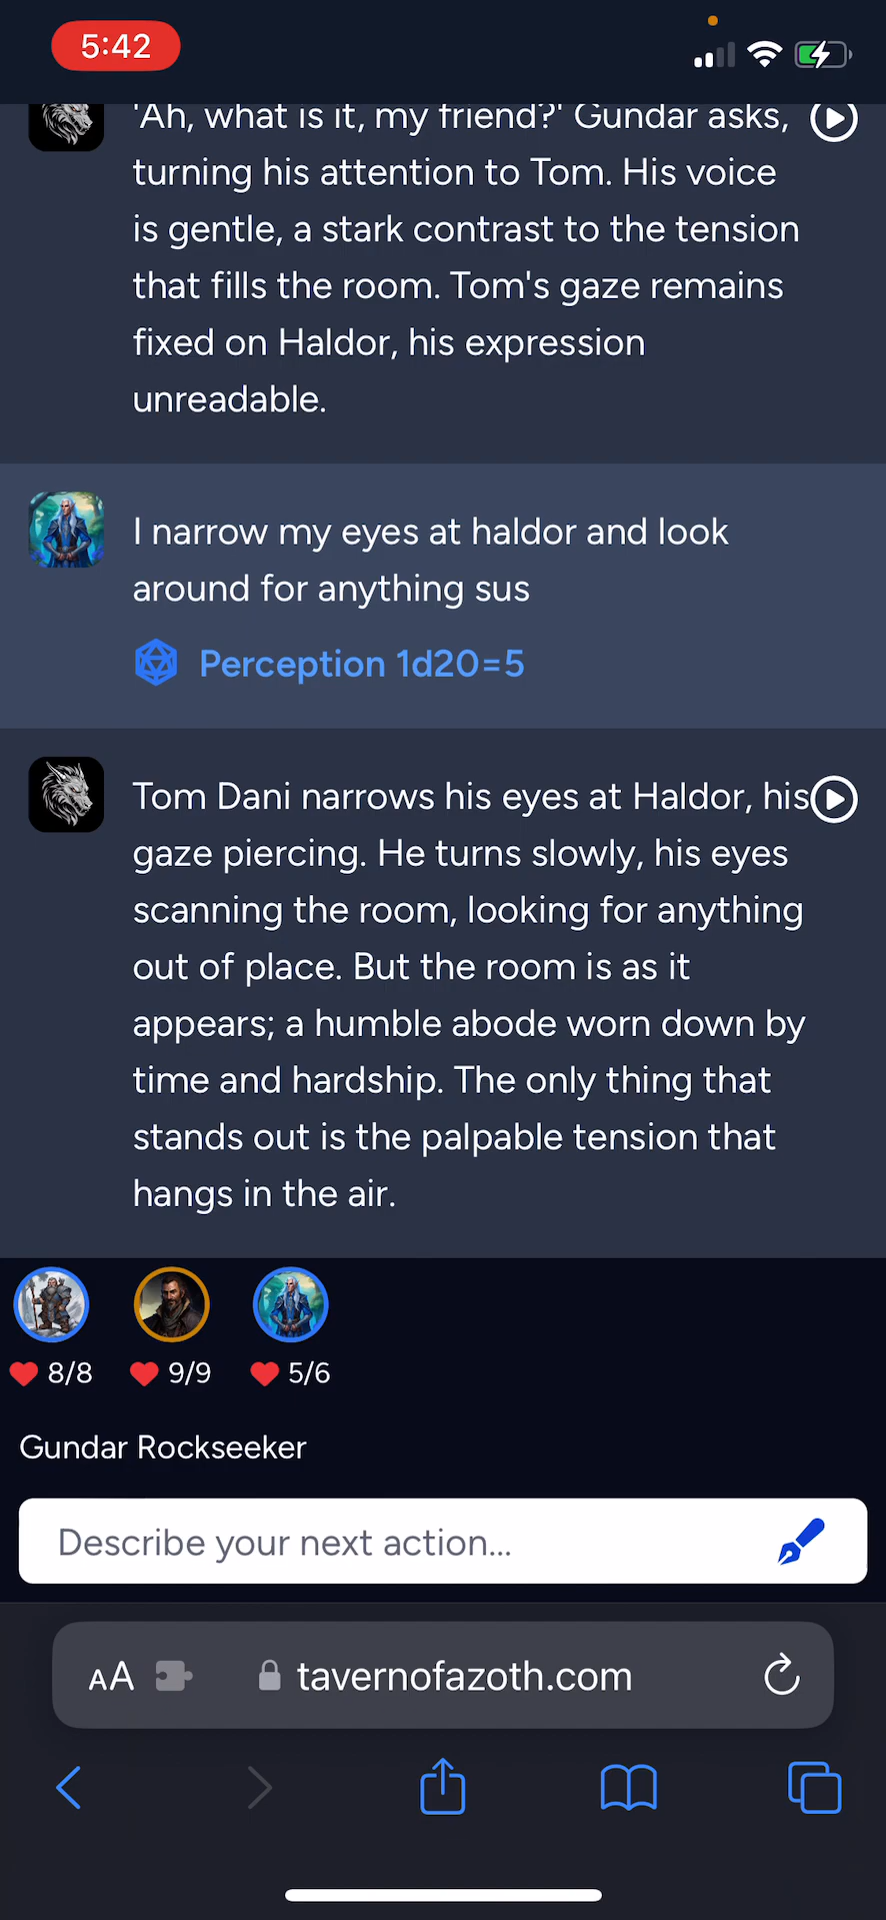 5:42
'Ah, what is it, my friend?' Gundar asks,
turning his attention to Tom. His voice
is gentle, a stark contrast to the tension
that fills the room. Tom's gaze remains
fixed on Haldor, his expression
unreadable.
I narrow my eyes at haldor and look
around for anything sus
Perception 1d20=5
Tom Dani narrows his eyes at Haldor, his
gaze piercing. He turns slowly, his eyes
scanning the room, looking for anything
out of place. But the room is as it
appears; a humble abode worn down by
time and hardship. The only thing that
stands out is the palpable tension that
hangs in the air.
8/8 9/9 5/6
Gundar Rockseeker
Describe your next action...
AA tavernofazoth.com